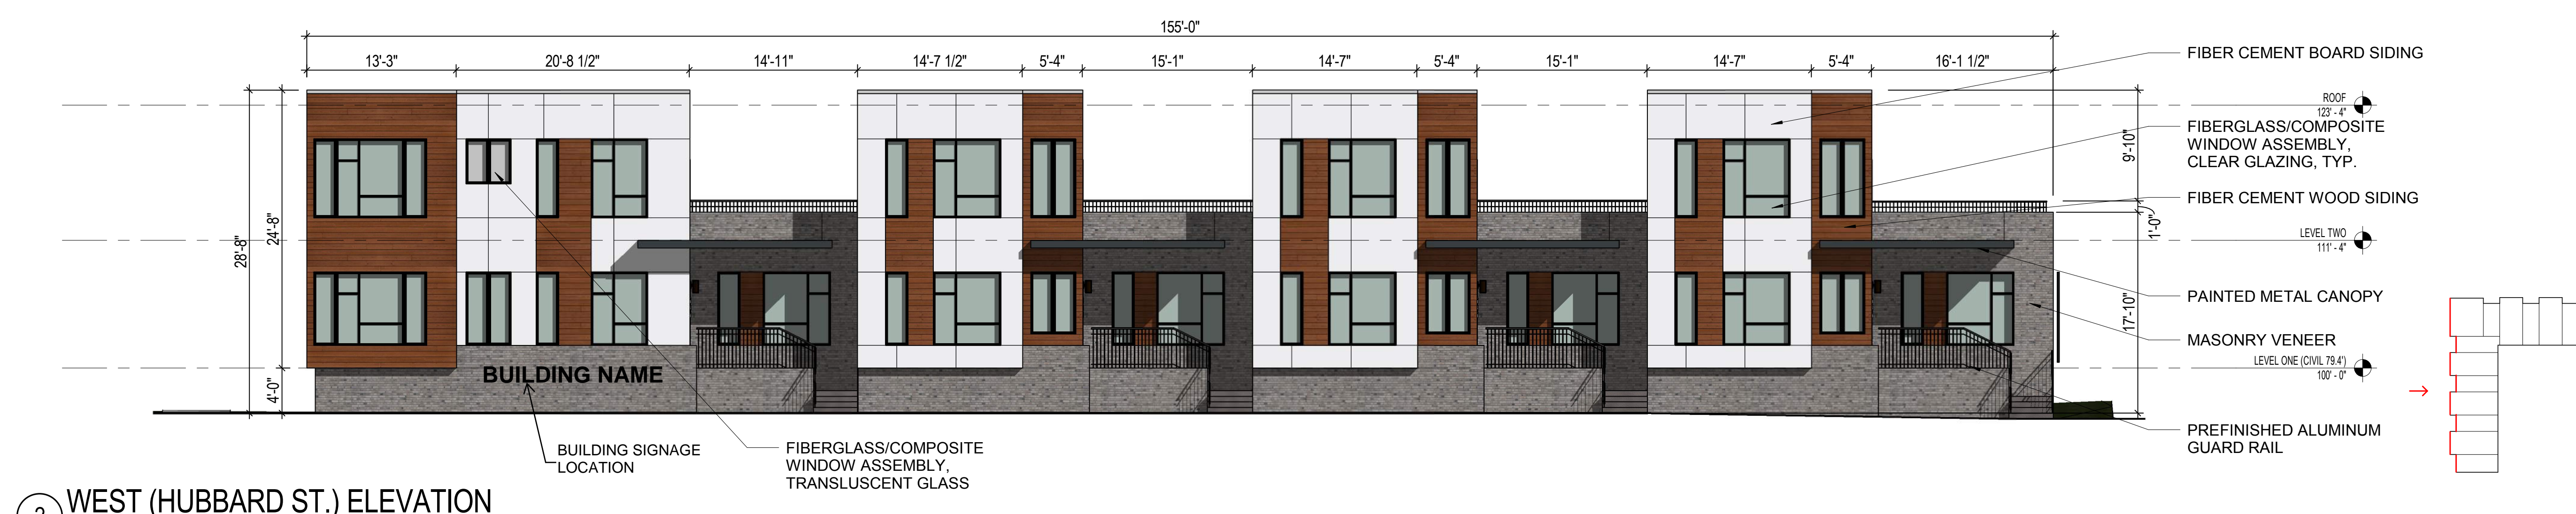 155'-0"
13'-3" 20'-8 1/2" 14'-11" 14'-7 1/2" 5'-4" 15'-1" 14'-7" 5'-4" 15'-1" 14'-7" 5'-4" 16'-1 1/2"
FIBER CEMENT BOARD SIDING
ROOF
123' - 4"
FIBERGLASS/COMPOSITE
WINDOW ASSEMBLY,
CLEAR GLAZING, TYP.
FIBER CEMENT WOOD SIDING
LEVEL TWO
111' - 4"
PAINTED METAL CANOPY
MASONRY VENEER
LEVEL ONE (CIVIL 79.4')
100' - 0"
PREFINISHED ALUMINUM
GUARD RAIL
9'-10"
1'-0"
17'-10"
28'-8"
24'-8"
4'-0"
BUILDING NAME
BUILDING SIGNAGE
LOCATION
FIBERGLASS/COMPOSITE
WINDOW ASSEMBLY,
TRANSLUSCENT GLASS
WEST (HUBBARD ST.) ELEVATION